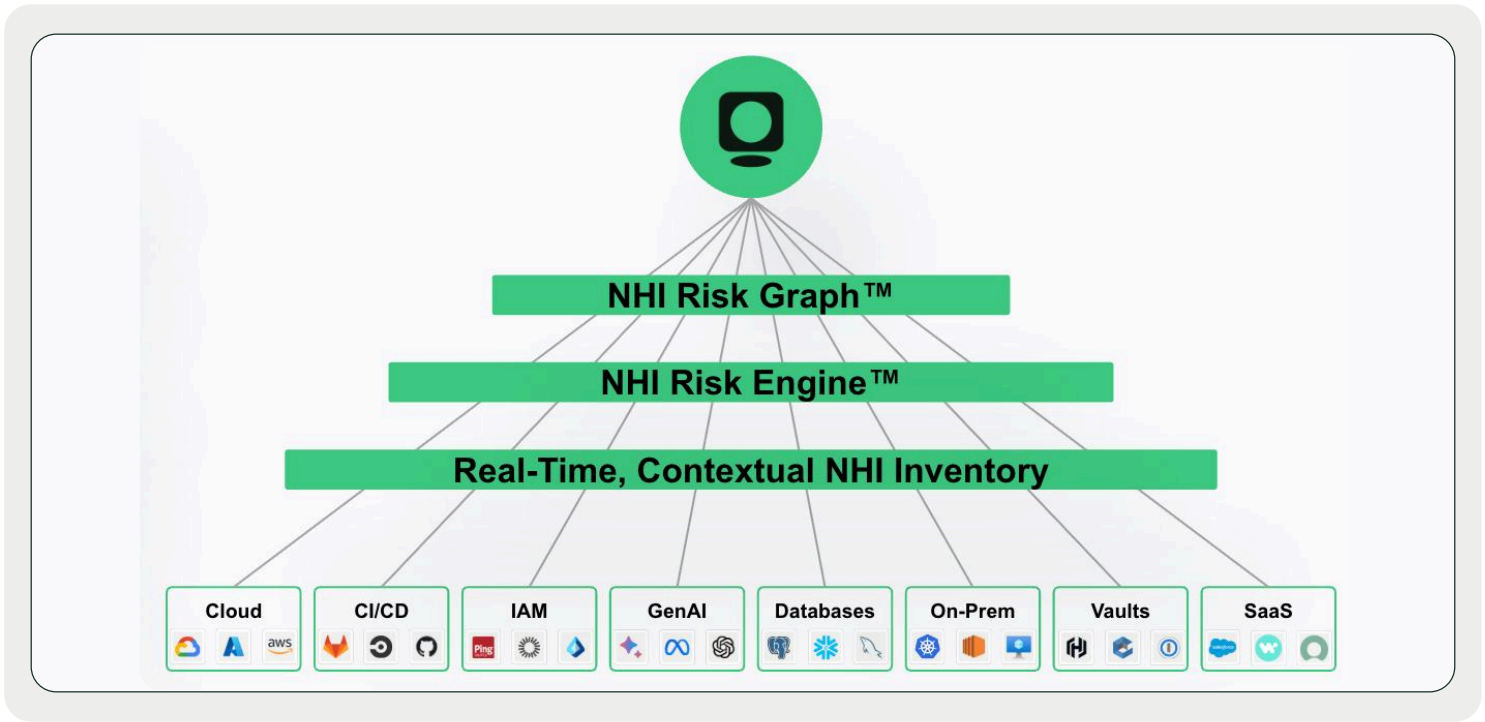 NHI Risk Graph™
NHI Risk Engine™
Real-Time, Contextual NHI Inventory
Cloud
CI/CD
IAM
GenAI
Databases
On-Prem
Vaults
SaaS
aws
Ping
salesforce